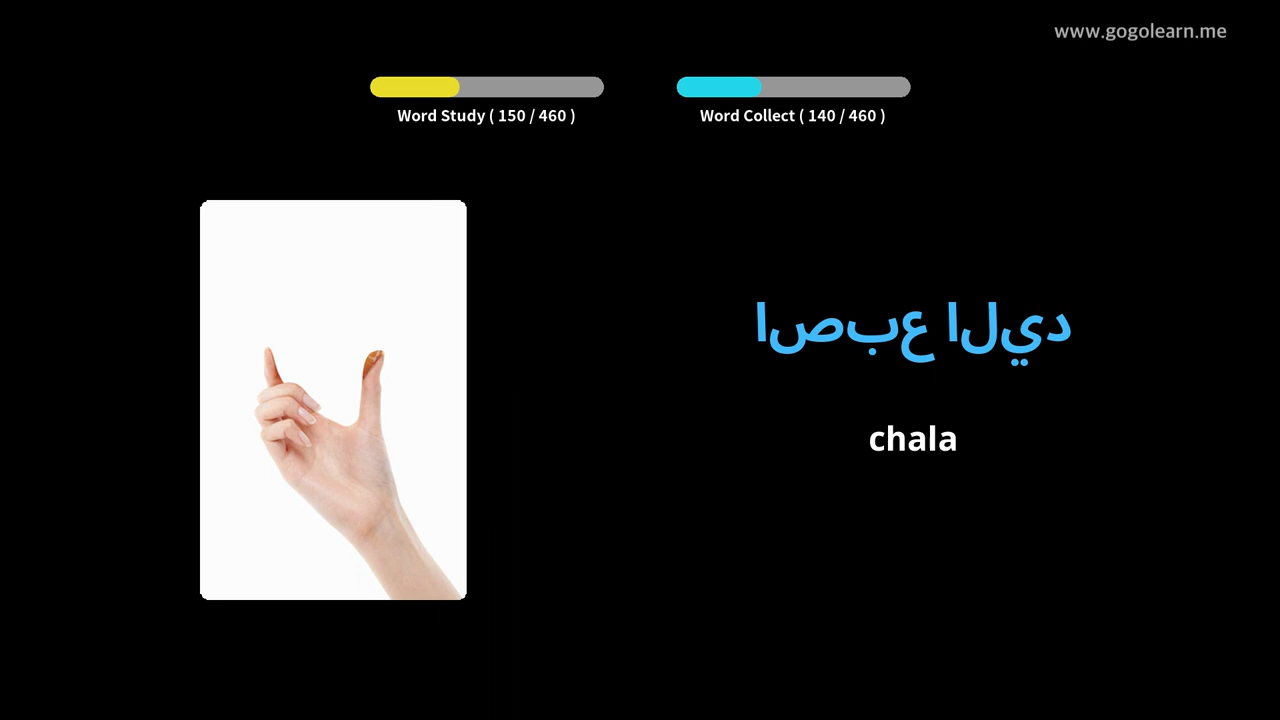 www.gogolearn.me
Word Study ( 150 / 460 )
Word Collect ( 140 / 460 )
اصبع اليد
chala